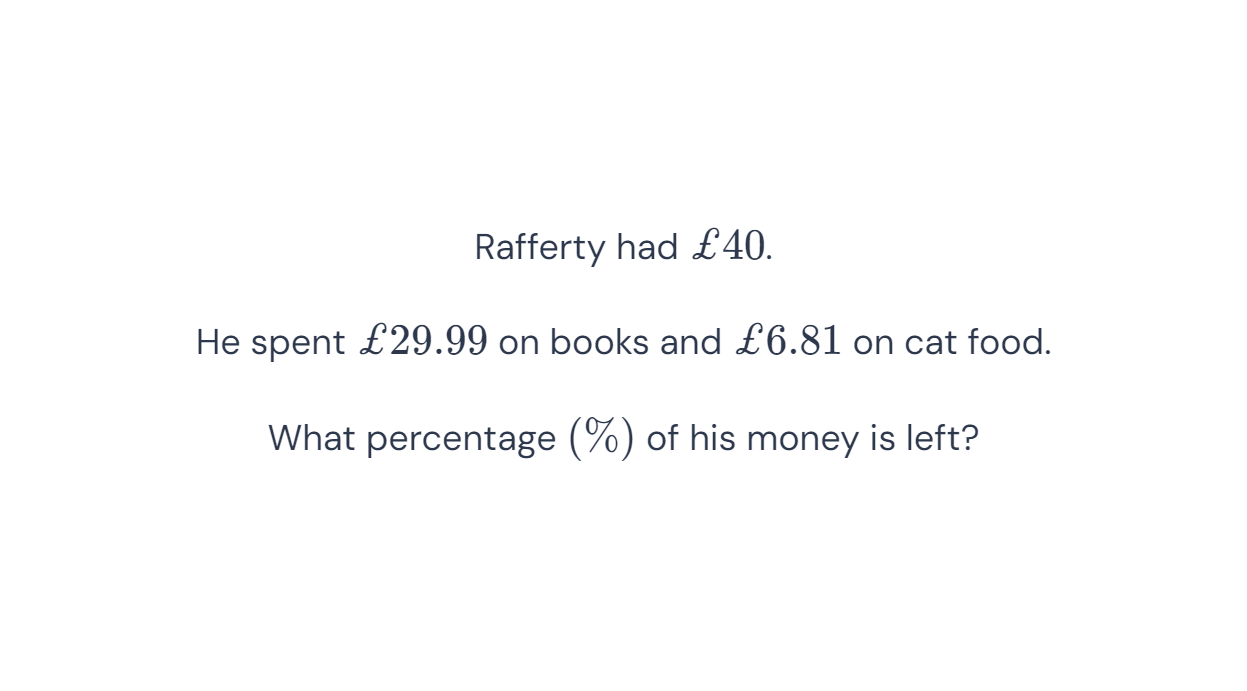 Rafferty had £40.
He spent £29.99 on books and £6.81 on cat food.
What percentage (%) of his money is left?